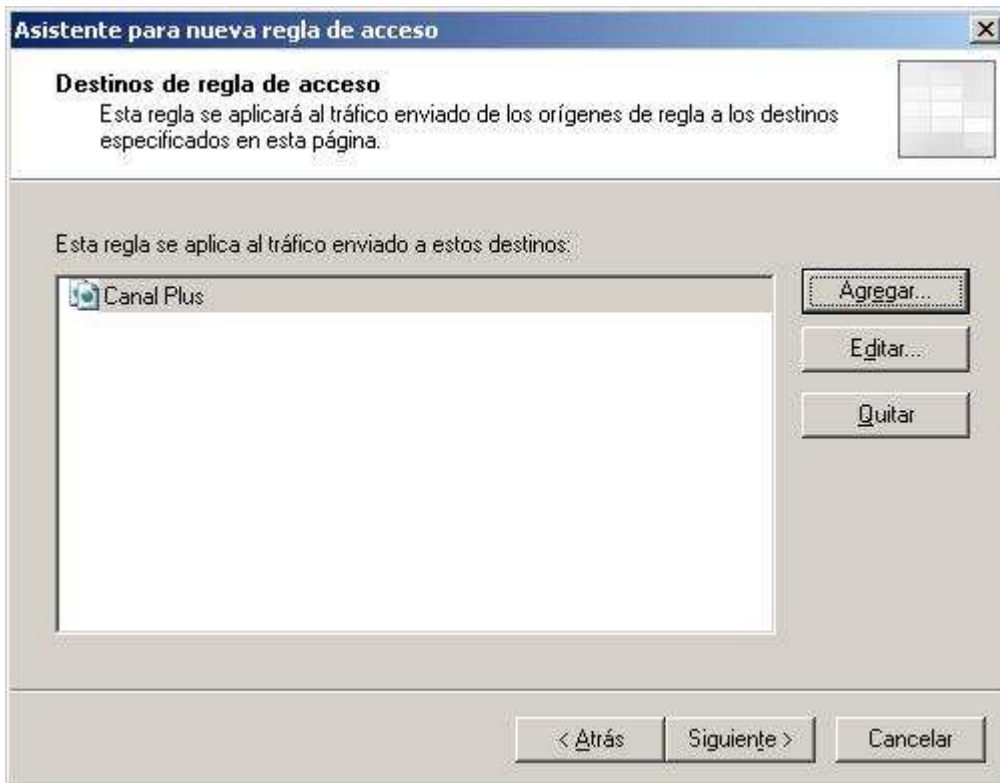 Asistente para nueva regla de acceso
Destinos de regla de acceso
Esta regla se aplicará al tráfico enviado de los orígenes de regla a los destinos
especificados en esta página.
Esta regla se aplica al tráfico enviado a estos destinos:
Canal Plus
Agregar...
Editar...
Quitar
< Atrás
Siguiente >
Cancelar